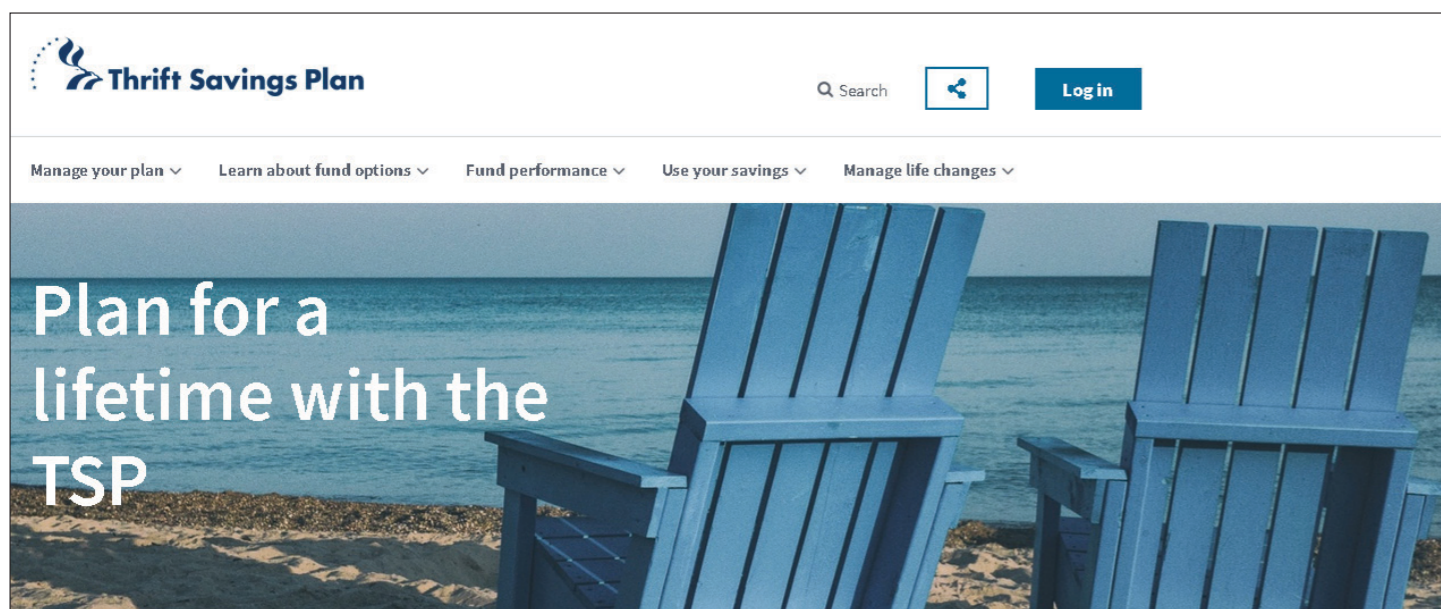 Thrift Savings Plan
Search
Log in
Manage your plan
Learn about fund options
Fund performance
Use your savings
Manage life changes
Plan for a
lifetime with the
TSP